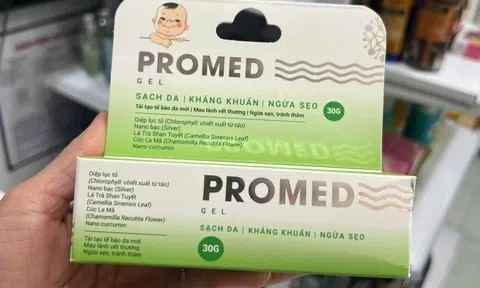 PROMED
GEL
SẠCH DA | KHÁNG KHUẨN | NGỪA SẸO
Tái tạo tế bào da mới | Mau lành vết thương | Ngừa sẹo, tránh thâm
30G
Diệp lục tố
(Chlorophyll: chiết xuất từ tảo)
Nano bạc (Silver)
Lá Trà Shan Tuyết (Camellia Sinensis Leaf)
Cúc La Mã (Chamomilla Recutita Flower)
Nano curcumin
Diệp lục tố
(Chlorophyll: chiết xuất từ tảo)
Nano bạc (Silver)
Lá Trà Shan Tuyết
(Camellia Sinensis Leaf)
Cúc La Mã
(Chamomilla Recutita Flower)
Nano curcumin
Tái tạo tế bào da mới
Mau lành vết thương
Ngừa sẹo, tránh thâm
PROMED
GEL
SẠCH DA | KHÁNG KHUẨN | NGỪA SẸO
30G